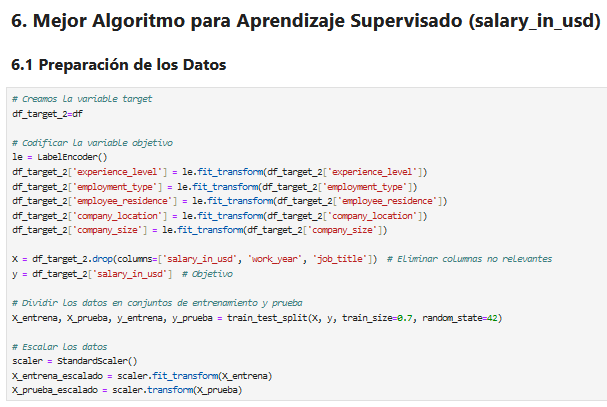 6. Mejor Algoritmo para Aprendizaje Supervisado (salary_in_usd)
6.1 Preparación de los Datos
# Creamos la variable target
df_target_2=df
# Codificar la variable objetivo
le = LabelEncoder()
df_target_2['experience_level'] = le.fit_transform(df_target_2['experience_level'])
df_target_2['employment_type'] = le.fit_transform(df_target_2['employment_type'])
df_target_2['employee_residence'] = le.fit_transform(df_target_2['employee_residence'])
df_target_2['company_location'] = le.fit_transform(df_target_2['company_location'])
df_target_2['company_size'] = le.fit_transform(df_target_2['company_size'])
X = df_target_2.drop(columns=['salary_in_usd', 'work_year', 'job_title'])  # Eliminar columnas no relevantes
y = df_target_2['salary_in_usd']  # Objetivo
# Dividir los datos en conjuntos de entrenamiento y prueba
X_entrena, X_prueba, y_entrena, y_prueba = train_test_split(X, y, train_size=0.7, random_state=42)
# Escalar los datos
scaler = StandardScaler()
X_entrena_escalado = scaler.fit_transform(X_entrena)
X_prueba_escalado = scaler.transform(X_prueba)